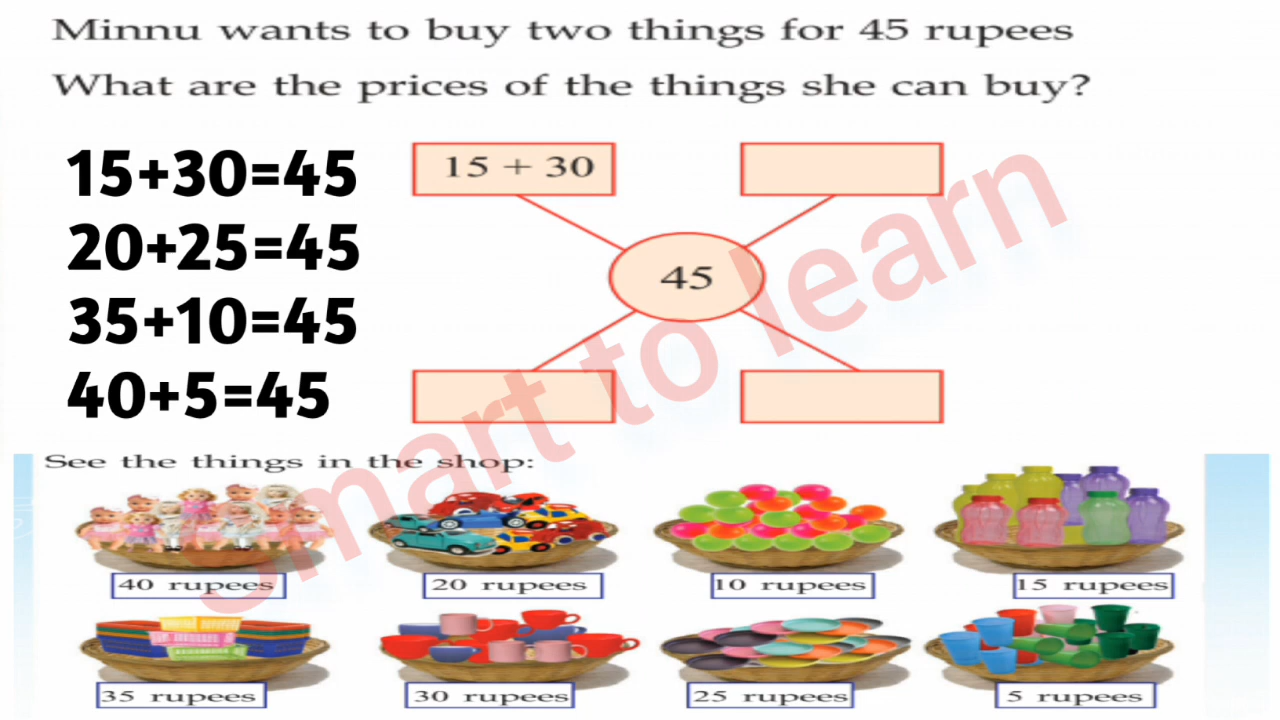 Minnu wants to buy two things for 45 rupees
What are the prices of the things she can buy?
15+30=45
20+25=45
35+10=45
40+5=45
15 + 30
45
See the things in the shop:
40 rupees
20 rupees
10 rupees
15 rupees
35 rupees
30 rupees
25 rupees
5 rupees
Smart to learn